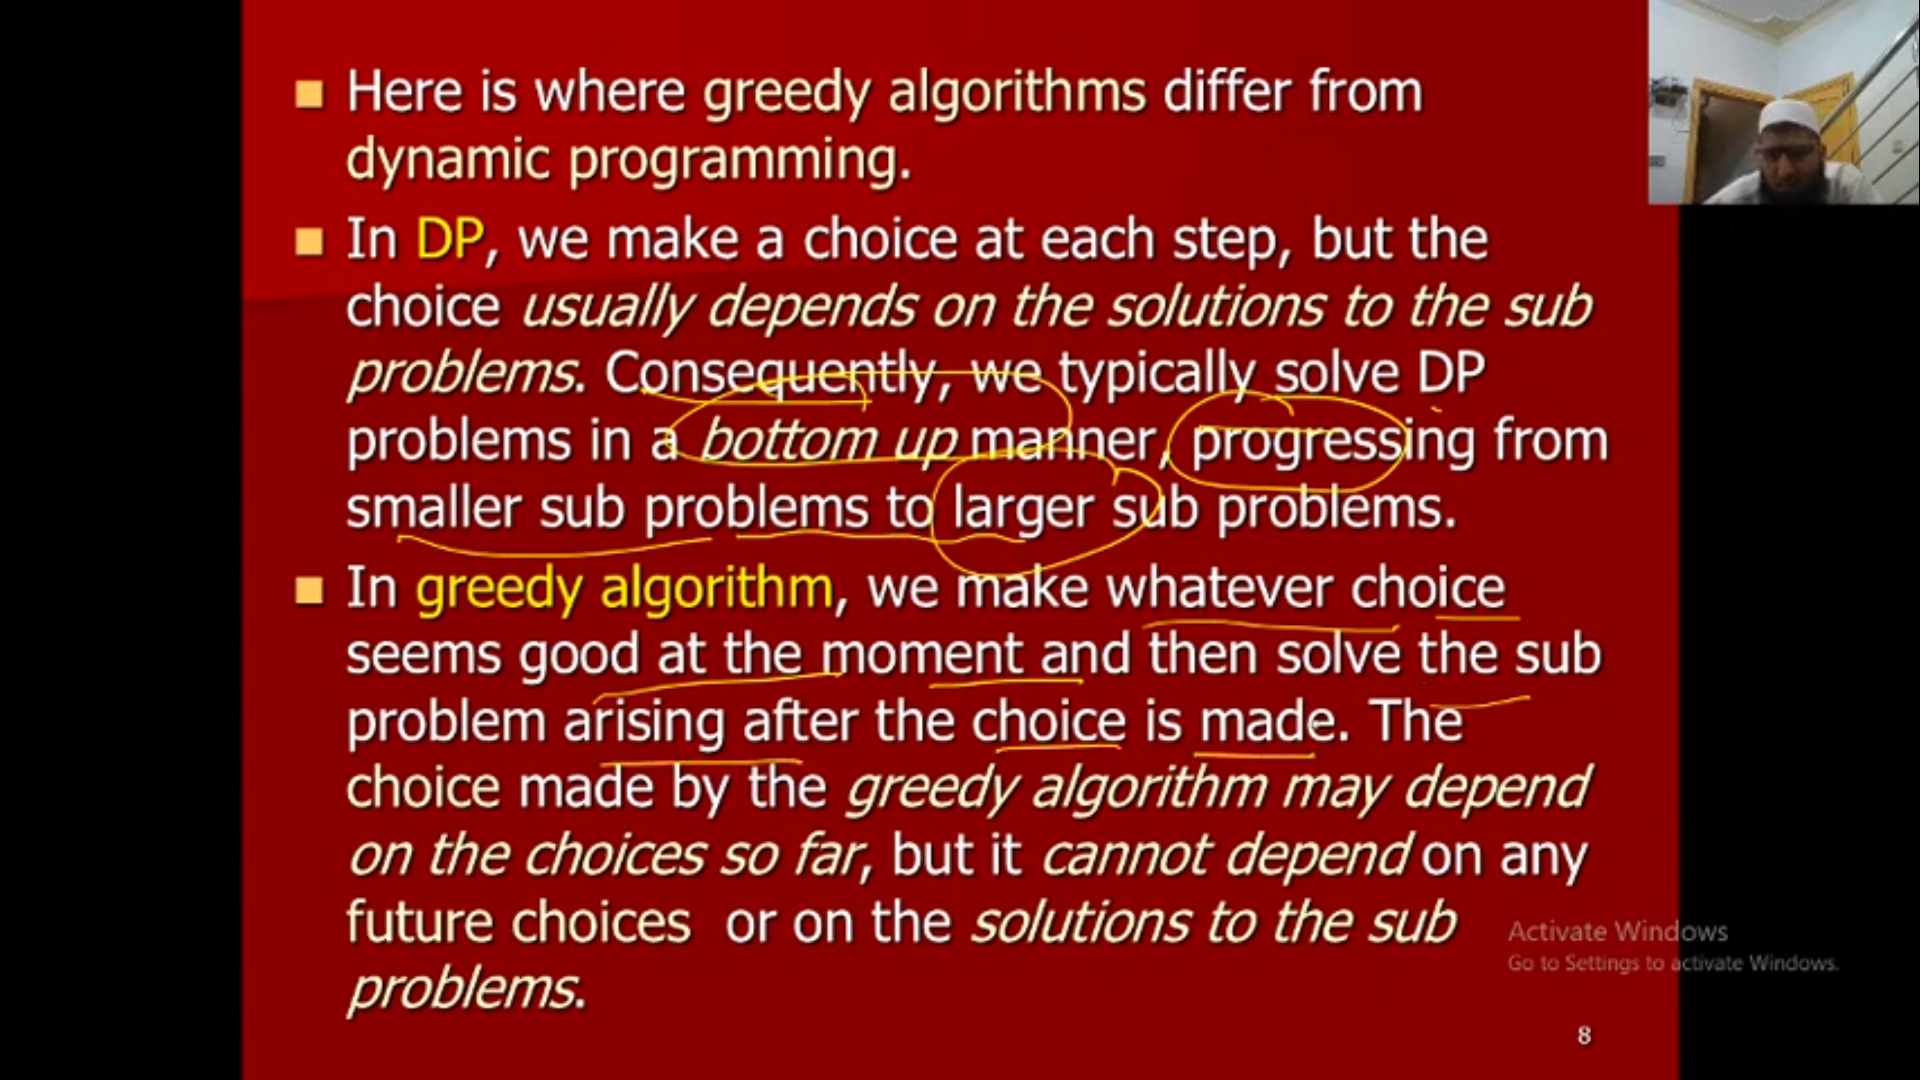 Here is where greedy algorithms differ from
dynamic programming.
In DP, we make a choice at each step, but the
choice usually depends on the solutions to the sub
problems. Consequently, we typically solve DP
problems in a bottom up manner, progressing from
smaller sub problems to larger sub problems.
In greedy algorithm, we make whatever choice
seems good at the moment and then solve the sub
problem arising after the choice is made. The
choice made by the greedy algorithm may depend
on the choices so far, but it cannot depend on any
future choices or on the solutions to the sub
problems.
Activate Windows
Go to Settings to activate Windows.
8